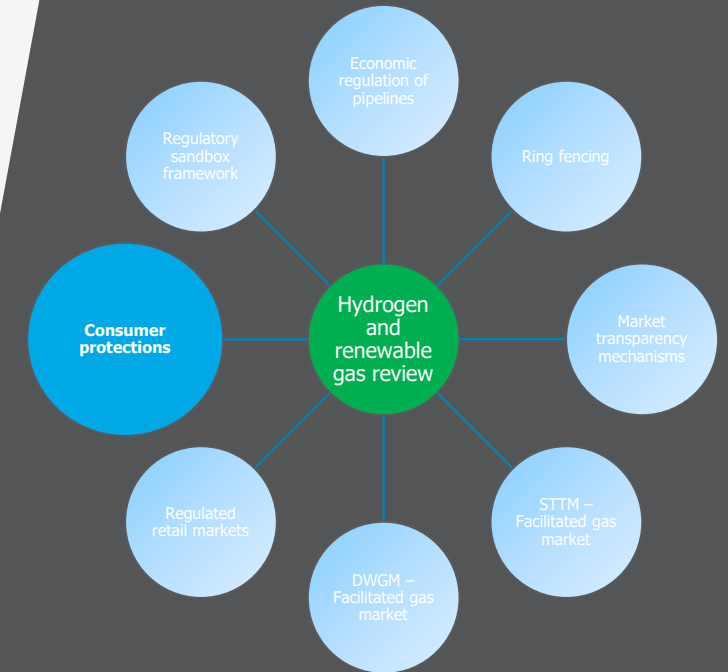 Economic
regulation of
pipelines
Regulatory
sandbox
framework
Ring fencing
Consumer
protections
Hydrogen
and
renewable
gas review
Market
transparency
mechanisms
Regulated
retail markets
STTM –
Facilitated gas
market
DWGM –
Facilitated gas
market